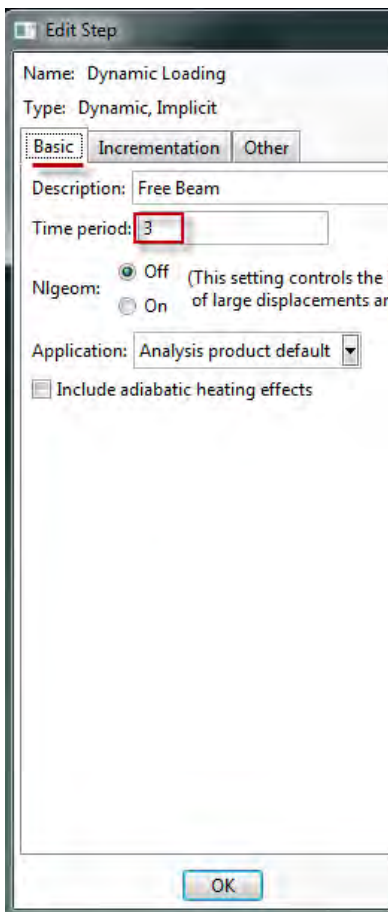 Edit Step
Name: Dynamic Loading
Type: Dynamic, Implicit
Basic Incrementation Other
Description: Free Beam
Time period: 3
Nlgeom: Off (This setting controls the
On of large displacements
Application: Analysis product default
Include adiabatic heating effects
OK